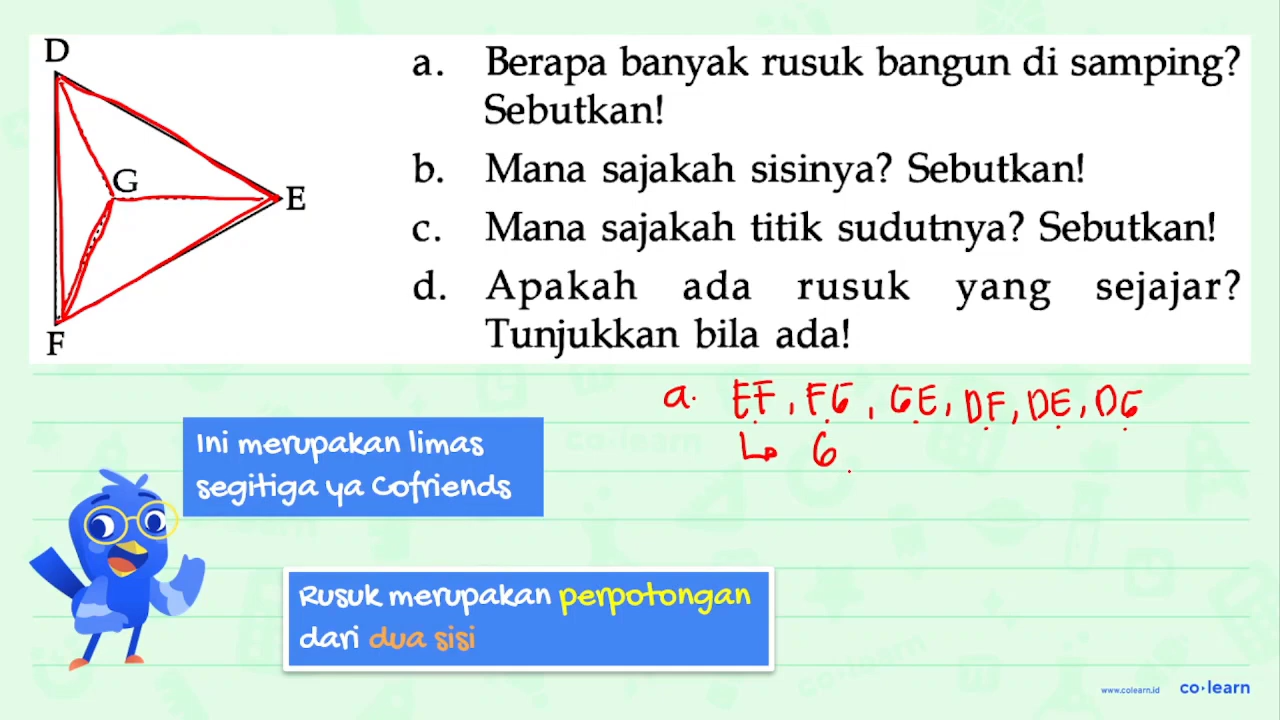 D
G
E
F
a. Berapa banyak rusuk bangun di samping?
Sebutkan!
b. Mana sajakah sisinya? Sebutkan!
c. Mana sajakah titik sudutnya? Sebutkan!
d. Apakah ada rusuk yang sejajar?
Tunjukkan bila ada!
a. EF, FG, GE, DF, DE, DG
↳ 6
Ini merupakan limas
segitiga ya Cofriends
Rusuk merupakan perpotongan
dari dua sisi
www.colearn.id co·learn